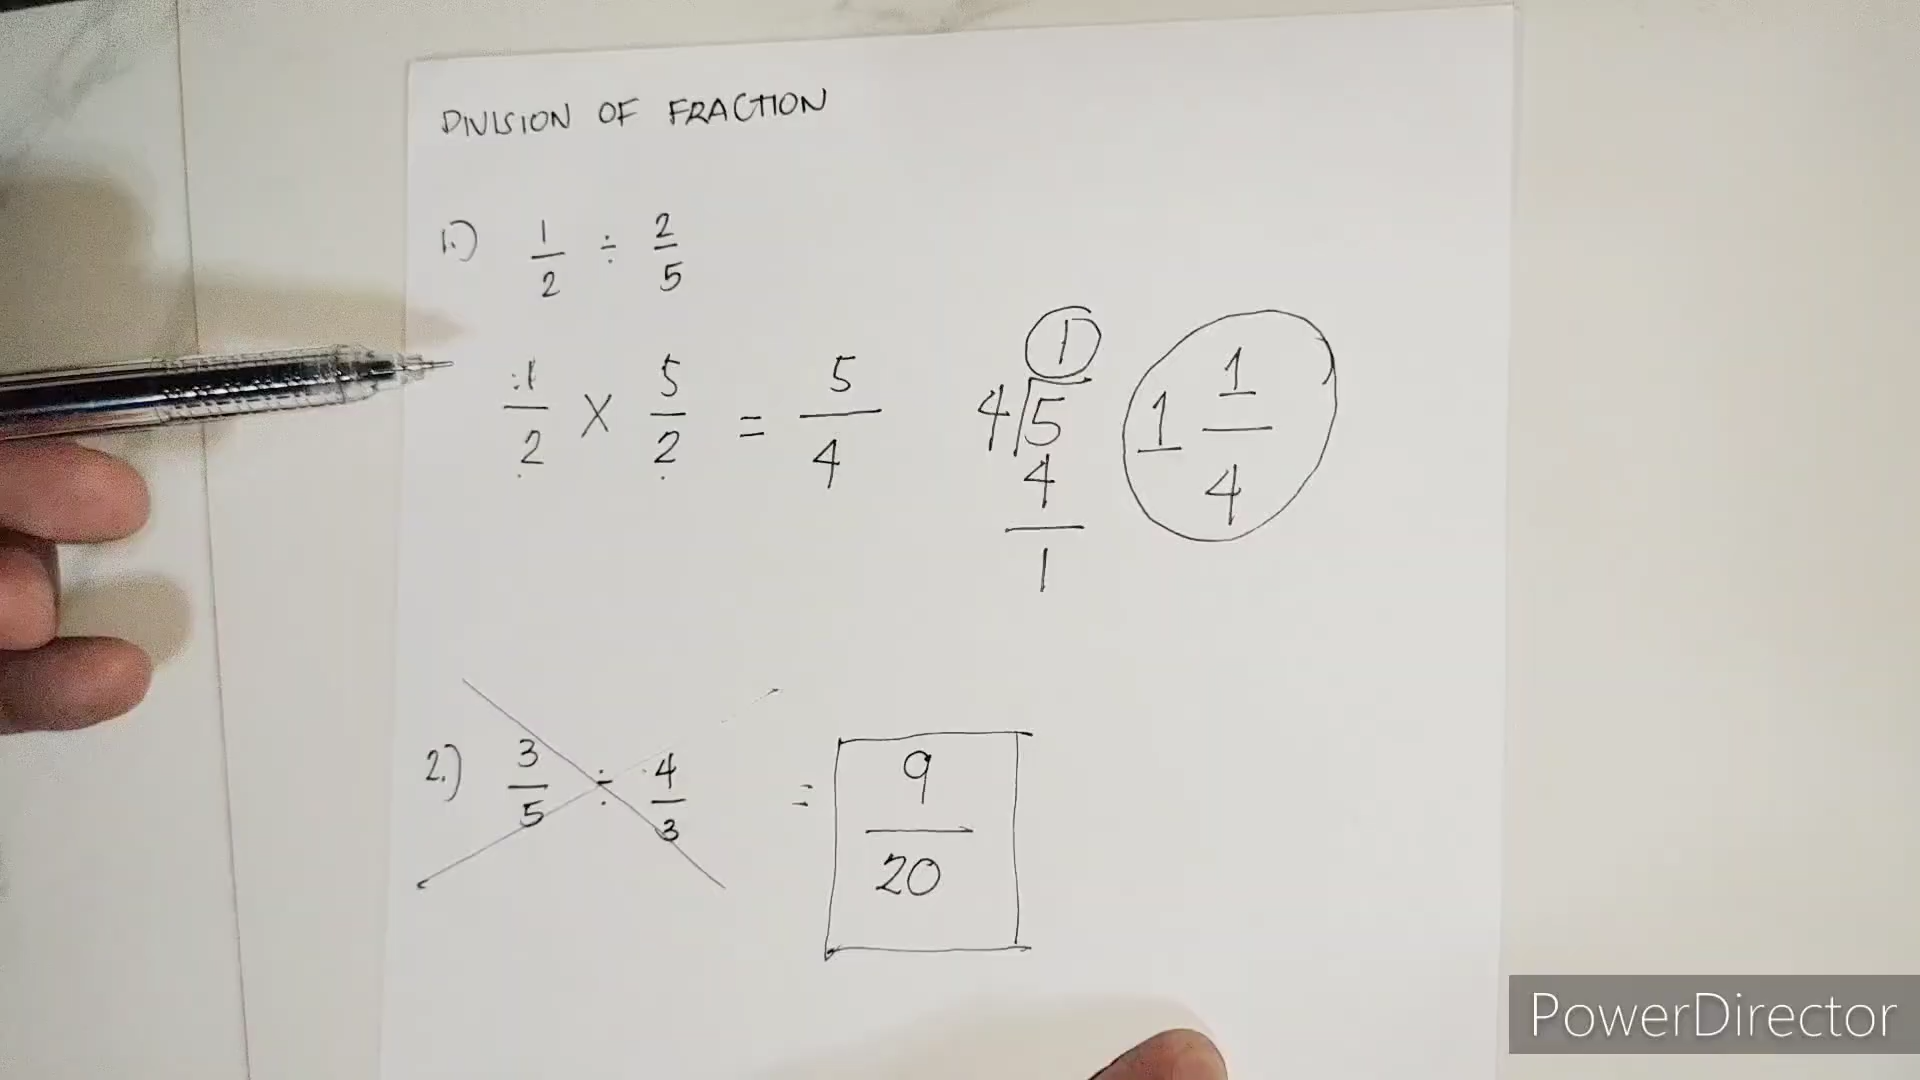 DIVISION OF FRACTION
1.) 1/2 ÷ 2/5
1/2 X 5/2 = 5/4
1
4)5
4
1
1 1/4
2.) 3/5 ÷ 4/3 = 9/20
PowerDirector